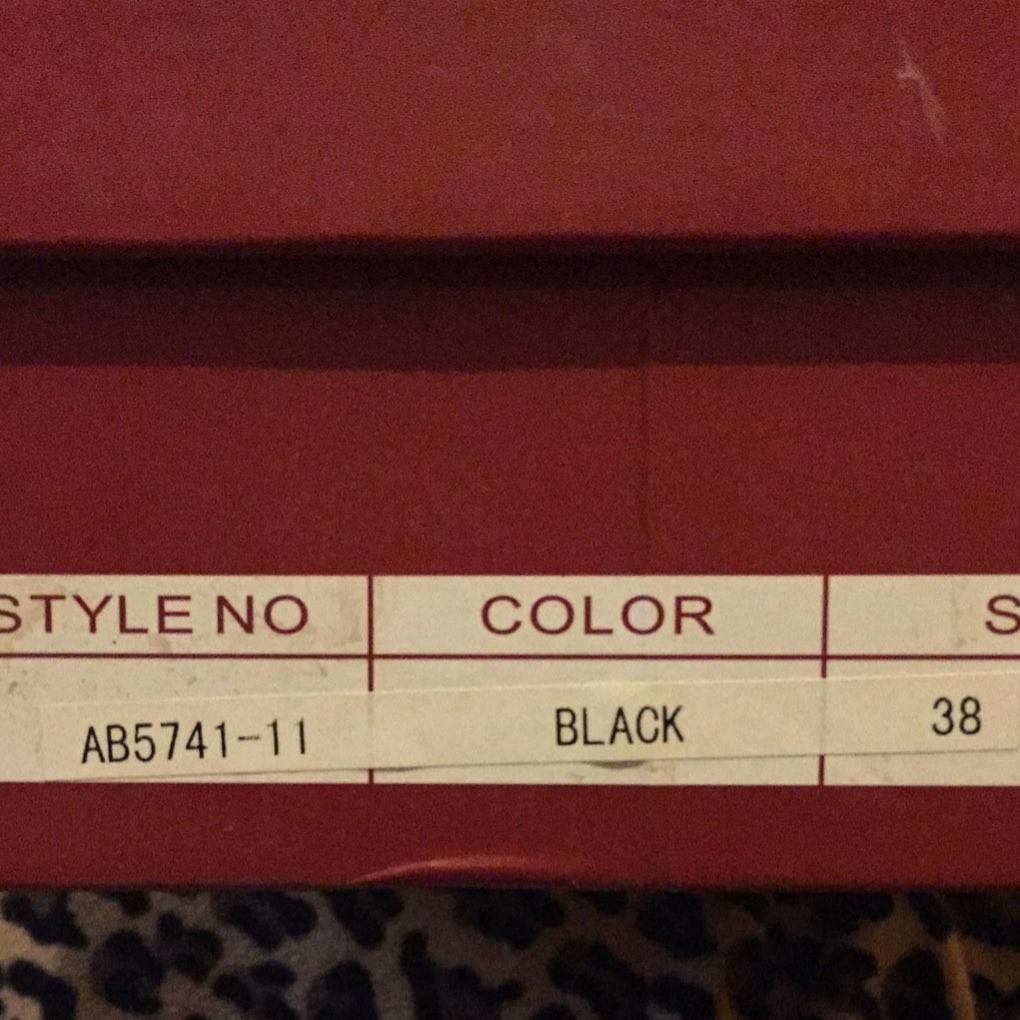 STYLE NO COLOR S
AB5741-11 BLACK 38